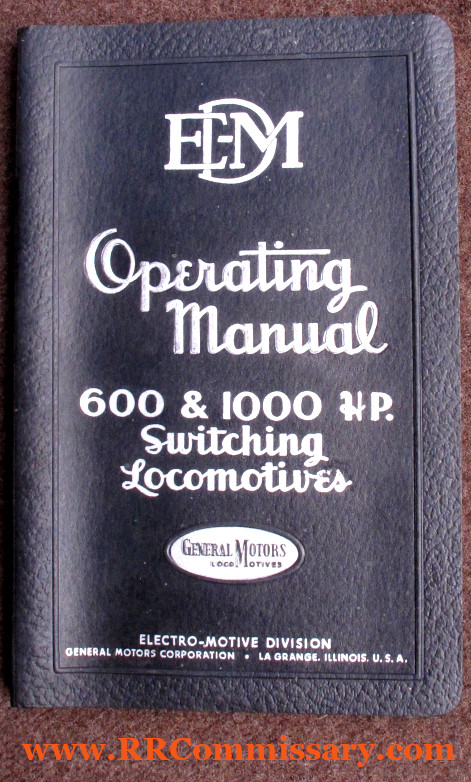 EMD
Operating
Manual
600 & 1000 HP.
Switching
Locomotives
GENERAL MOTORS
LOCOMOTIVES
ELECTRO-MOTIVE DIVISION
GENERAL MOTORS CORPORATION • LA GRANGE, ILLINOIS, U.S.A.
www.RRCommissary.com